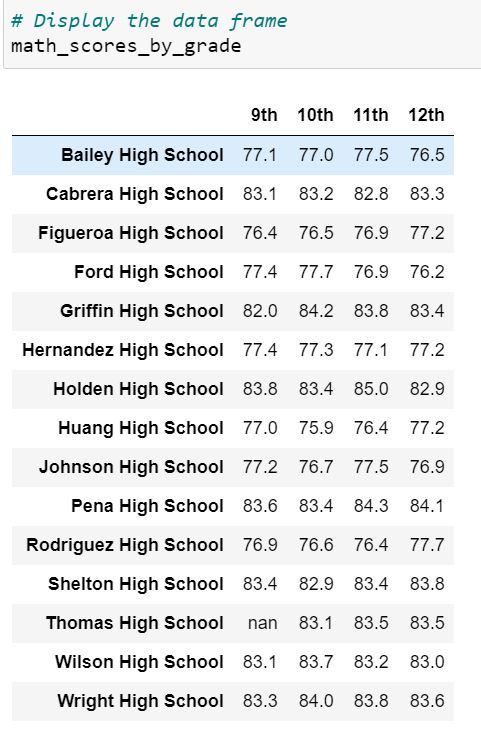 # Display the data frame
math_scores_by_grade
9th 10th 11th 12th
Bailey High School 77.1 77.0 77.5 76.5
Cabrera High School 83.1 83.2 82.8 83.3
Figueroa High School 76.4 76.5 76.9 77.2
Ford High School 77.4 77.7 76.9 76.2
Griffin High School 82.0 84.2 83.8 83.4
Hernandez High School 77.4 77.3 77.1 77.2
Holden High School 83.8 83.4 85.0 82.9
Huang High School 77.0 75.9 76.4 77.2
Johnson High School 77.2 76.7 77.5 76.9
Pena High School 83.6 83.4 84.3 84.1
Rodriguez High School 76.9 76.6 76.4 77.7
Shelton High School 83.4 82.9 83.4 83.8
Thomas High School nan 83.1 83.5 83.5
Wilson High School 83.1 83.7 83.2 83.0
Wright High School 83.3 84.0 83.8 83.6